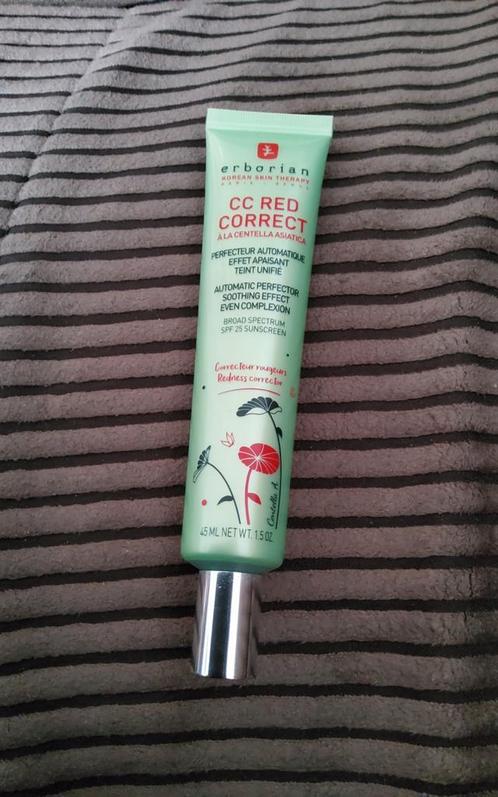 erborian
KOREAN SKIN THERAPY
PARIS - SEOUL
CC RED
CORRECT
À LA CENTELLA ASIATICA
PERFECTEUR AUTOMATIQUE
EFFET APAISANT
TEINT UNIFIÉ
AUTOMATIC PERFECTOR
SOOTHING EFFECT
EVEN COMPLEXION
BROAD SPECTRUM
SPF 25 SUNSCREEN
Correcteur rougeurs
Redness corrector
Centella A.
45 ML NET WT. 1.5 OZ